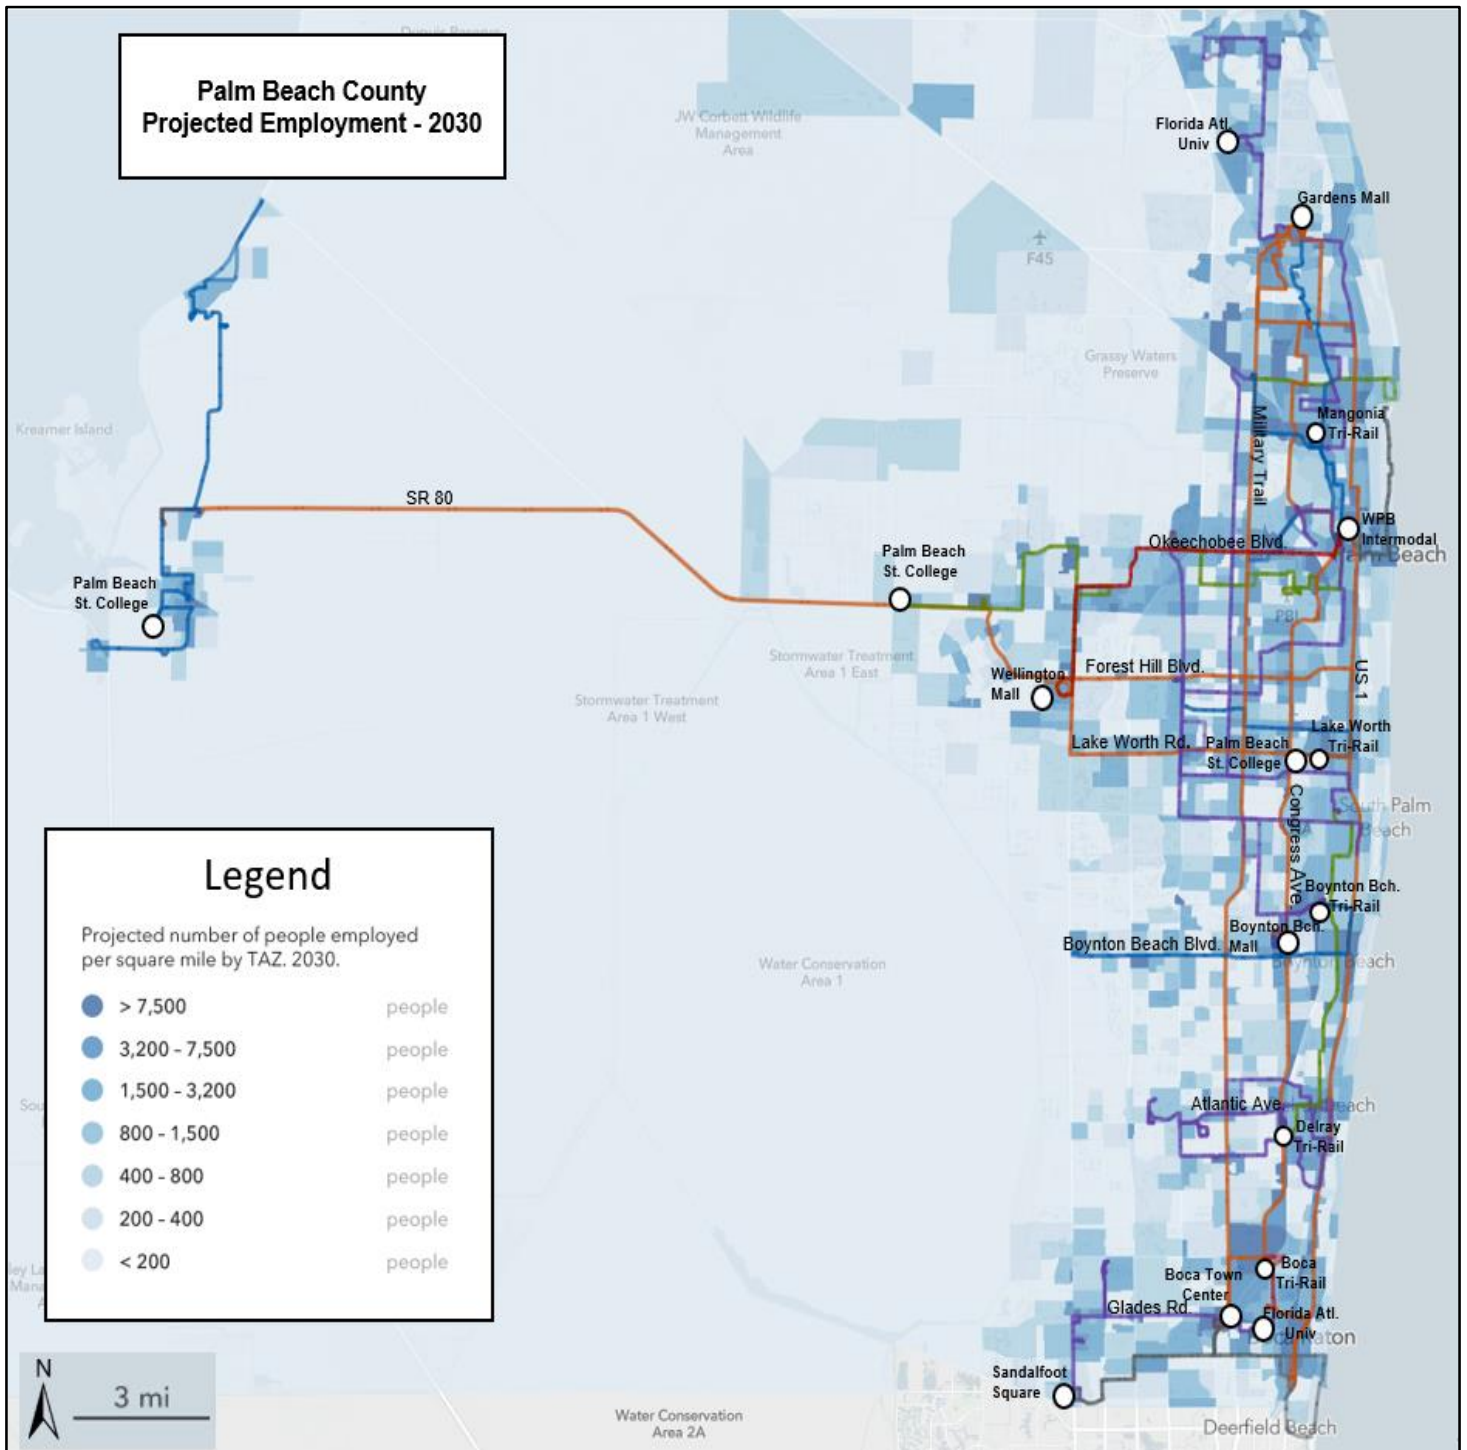 Palm Beach County
Projected Employment - 2030
JW Corbett Wildlife
Management
Area
Florida Atl.
Univ
Gardens Mall
F45
Grassy Waters
Preserve
Kreamer Island
Military Trail
Mangonia
Tri-Rail
SR 80
WPB
Intermodal
Okeechobee Blvd.
Palm Beach
Palm Beach
St. College
Palm Beach
St. College
PBI
Stormwater Treatment
Area 1 East
Forest Hill Blvd.
US 1
Wellington
Mall
Stormwater Treatment
Area 1 West
Lake Worth
Tri-Rail
Lake Worth Rd.
Palm Beach
St. College
Congress Ave.
South Palm
Beach
Legend
Projected number of people employed
per square mile by TAZ. 2030.
> 7,500 people
3,200 - 7,500 people
1,500 - 3,200 people
800 - 1,500 people
400 - 800 people
200 - 400 people
< 200 people
Boynton Bch.
Tri-Rail
Boynton Bch.
Mall
Boynton Beach Blvd.
Boynton Beach
Water Conservation
Area 1
Atlantic Ave.
Beach
Delray
Tri-Rail
Boca
Tri-Rail
Boca Town
Center
Glades Rd.
Florida Atl.
Univ
Sandalfoot
Square
N
3 mi
Water Conservation
Area 2A
Deerfield Beach